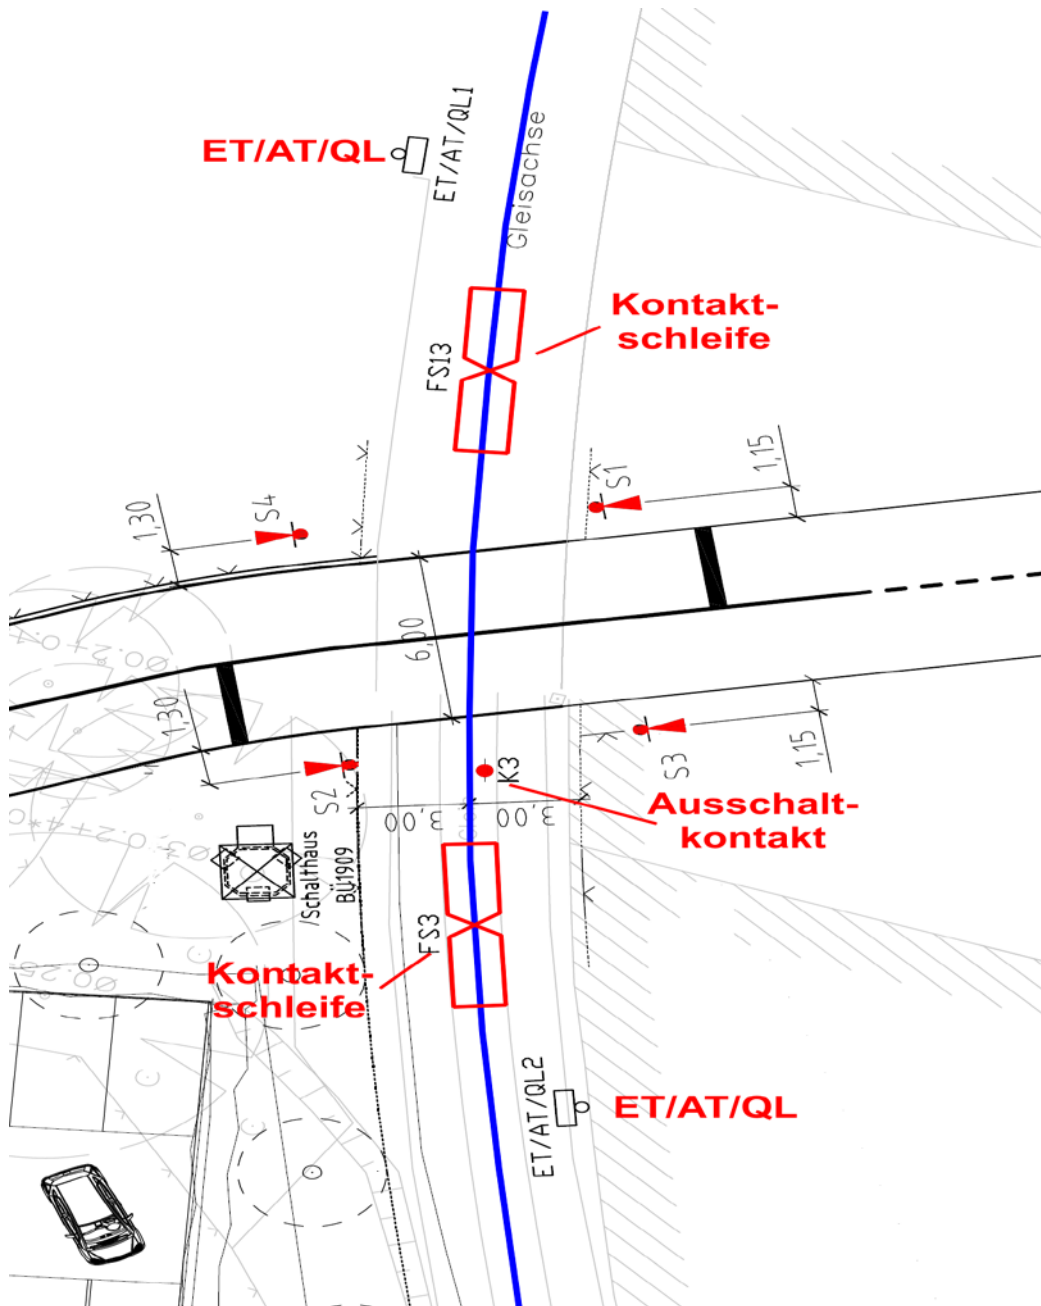 ET/AT/QL1
ET/AT/QL
Gleisachse
Kontakt-
schleife
FS13
1,15
S1
S4
1,30
6,00
1,30
S2
K3
S3
1,15
3,00
3,00
Ausschalt-
kontakt
Schalthaus
BÜ1909
FS3
Kontakt-
schleife
Ø0.25
ET/AT/QL2
ET/AT/QL